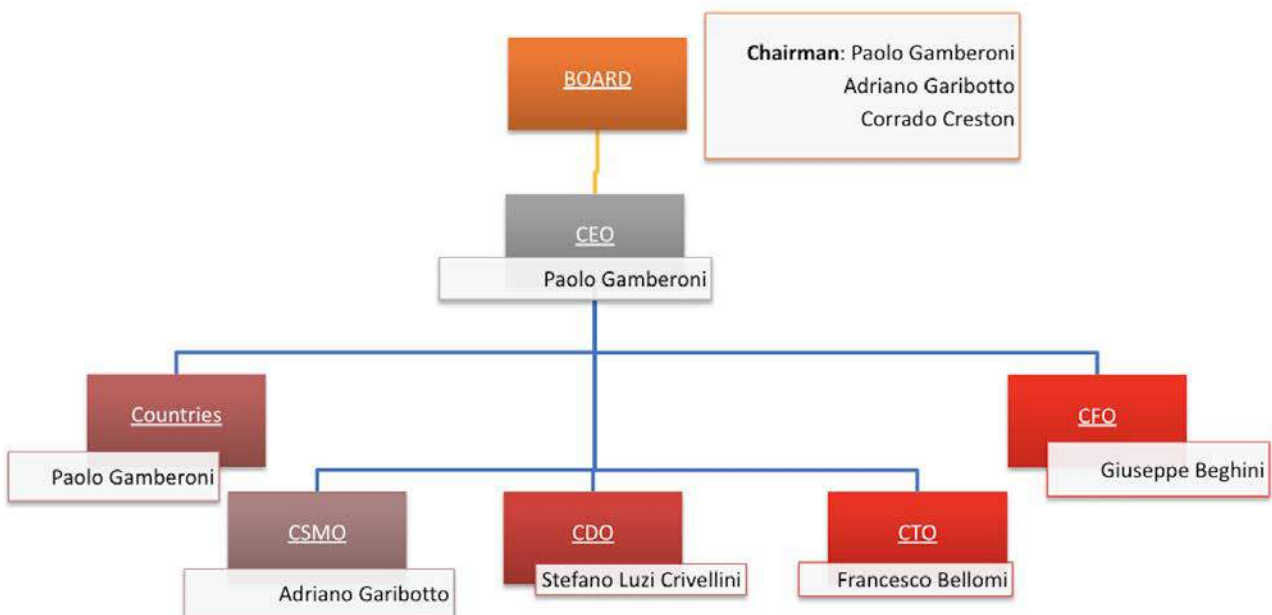 BOARD
Chairman: Paolo Gamberoni
Adriano Garibotto
Corrado Creston
CEO
Paolo Gamberoni
Countries
Paolo Gamberoni
CFO
Giuseppe Beghini
CSMO
Adriano Garibotto
CDO
Stefano Luzi Crivellini
CTO
Francesco Bellomi